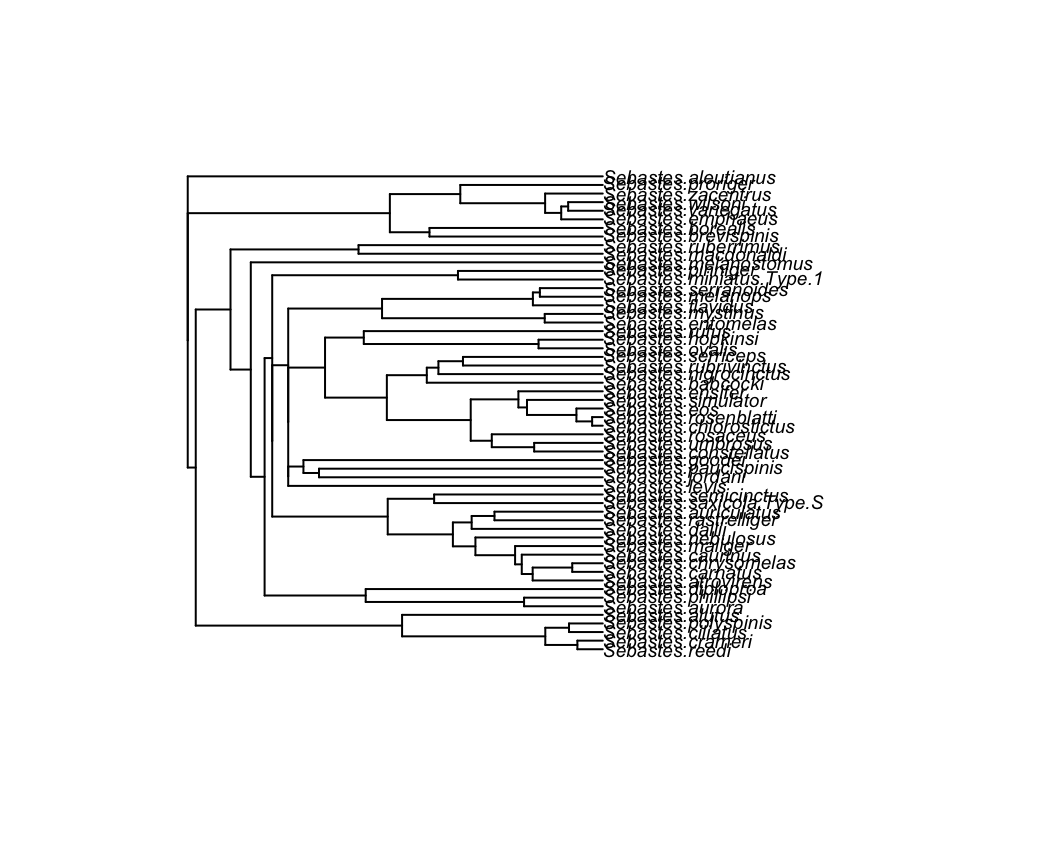 Sebastes.aleutianus
Sebastes.proriger
Sebastes.zacentrus
Sebastes.wilsoni
Sebastes.variegatus
Sebastes.emphaeus
Sebastes.borealis
Sebastes.brevispinis
Sebastes.ruberrimus
Sebastes.macdonaldi
Sebastes.melanostomus
Sebastes.pinniger
Sebastes.miniatus.Type.1
Sebastes.serranoides
Sebastes.melanops
Sebastes.flavidus
Sebastes.mystinus
Sebastes.entomelas
Sebastes.rufus
Sebastes.hopkinsi
Sebastes.ovalis
Sebastes.serriceps
Sebastes.rubrivinctus
Sebastes.nigrocinctus
Sebastes.babcocki
Sebastes.ensifer
Sebastes.simulator
Sebastes.eos
Sebastes.rosenblatti
Sebastes.chlorostictus
Sebastes.rosaceus
Sebastes.umbrosus
Sebastes.constellatus
Sebastes.goodei
Sebastes.paucispinis
Sebastes.jordani
Sebastes.levis
Sebastes.semicinctus
Sebastes.saxicola.Type.S
Sebastes.auriculatus
Sebastes.rastrelliger
Sebastes.dallii
Sebastes.nebulosus
Sebastes.maliger
Sebastes.caurinus
Sebastes.chrysomelas
Sebastes.carnatus
Sebastes.atrovirens
Sebastes.diploproa
Sebastes.phillipsi
Sebastes.aurora
Sebastes.alutus
Sebastes.polyspinis
Sebastes.ciliatus
Sebastes.crameri
Sebastes.reedi